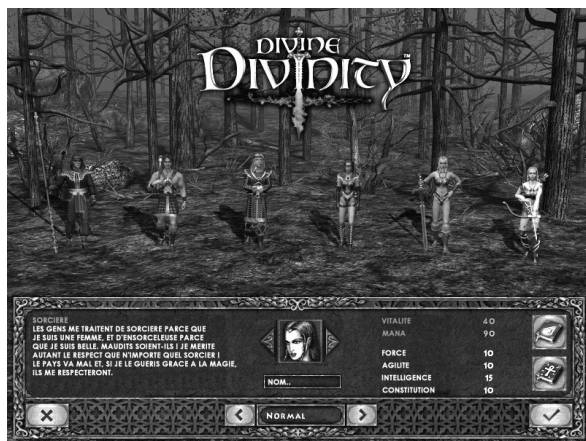 DIVINE
DIVINITY™
SORCIERE
LES GENS ME TRAITENT DE SORCIERE PARCE QUE
JE SUIS UNE FEMME, ET D'ENSORCELEUSE PARCE
QUE JE SUIS BELLE. MAUDITS SOIENT-ILS ! JE MERITE
AUTANT LE RESPECT QUE N'IMPORTE QUEL SORCIER !
LE PAYS VA MAL ET, SI JE LE GUERIS GRACE A LA MAGIE,
ILS ME RESPECTERONT.
NOM..
VITALITE 40
MANA 90
FORCE 10
AGILITE 10
INTELLIGENCE 15
CONSTITUTION 10
NORMAL